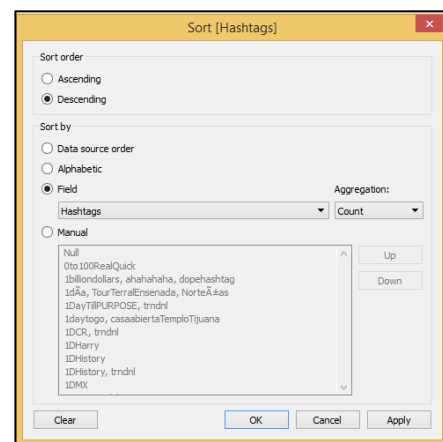 Sort [Hashtags]
Sort order
Ascending
Descending
Sort by
Data source order
Alphabetic
Field
Aggregation:
Hashtags
Count
Manual
Null
0to100RealQuick
1billiondollars, ahahahaha, dopehashtag
1dÃ­a, TourTerralEnsenada, NorteÃ±as
1DayTillPURPOSE, trndnl
1daytogo, casaabiertaTemploTijuana
1DCR, trndnl
1DHarry
1DHistory
1DHistory, trndnl
1DMX
Up
Down
Clear
OK
Cancel
Apply